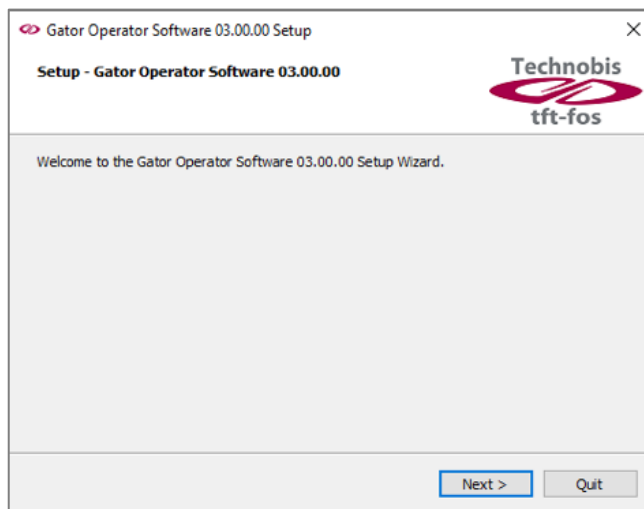 Gator Operator Software 03.00.00 Setup
Setup - Gator Operator Software 03.00.00
Technobis
tft-fos
Welcome to the Gator Operator Software 03.00.00 Setup Wizard.
Next >
Quit